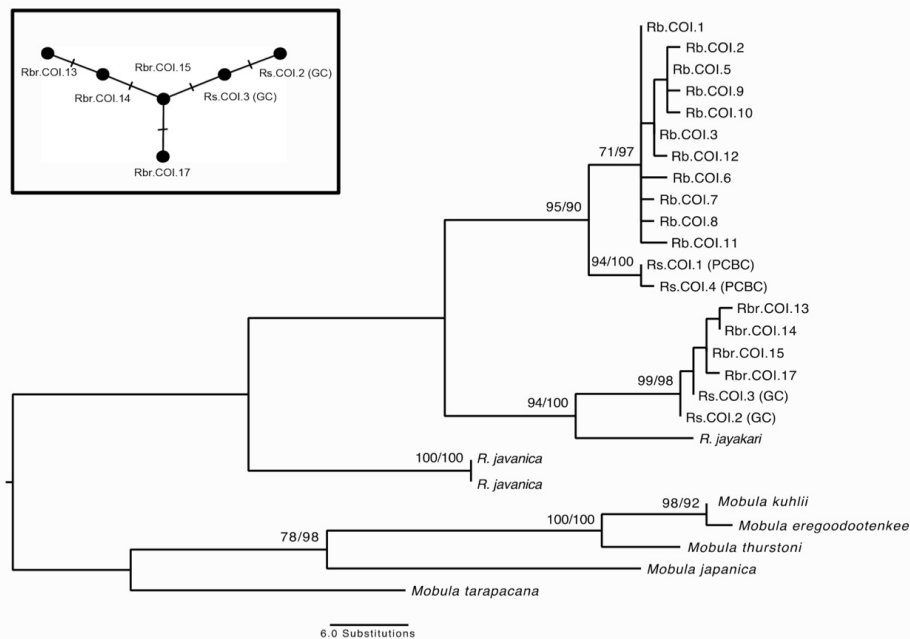 Rbr.COI.13
Rbr.COI.14
Rbr.COI.15
Rs.COI.3 (GC)
Rs.COI.2 (GC)
Rbr.COI.17
Rb.COI.1
Rb.COI.2
Rb.COI.5
Rb.COI.9
Rb.COI.10
Rb.COI.3
Rb.COI.12
71/97
Rb.COI.6
Rb.COI.7
95/90
Rb.COI.8
Rb.COI.11
94/100
Rs.COI.1 (PCBC)
Rs.COI.4 (PCBC)
Rbr.COI.13
Rbr.COI.14
Rbr.COI.15
Rbr.COI.17
99/98
Rs.COI.3 (GC)
94/100
Rs.COI.2 (GC)
R. jayakari
100/100
R. javanica
R. javanica
98/92
Mobula kuhlii
100/100
Mobula eregoodootenkee
78/98
Mobula thurstoni
Mobula japanica
Mobula tarapacana
6.0 Substitutions